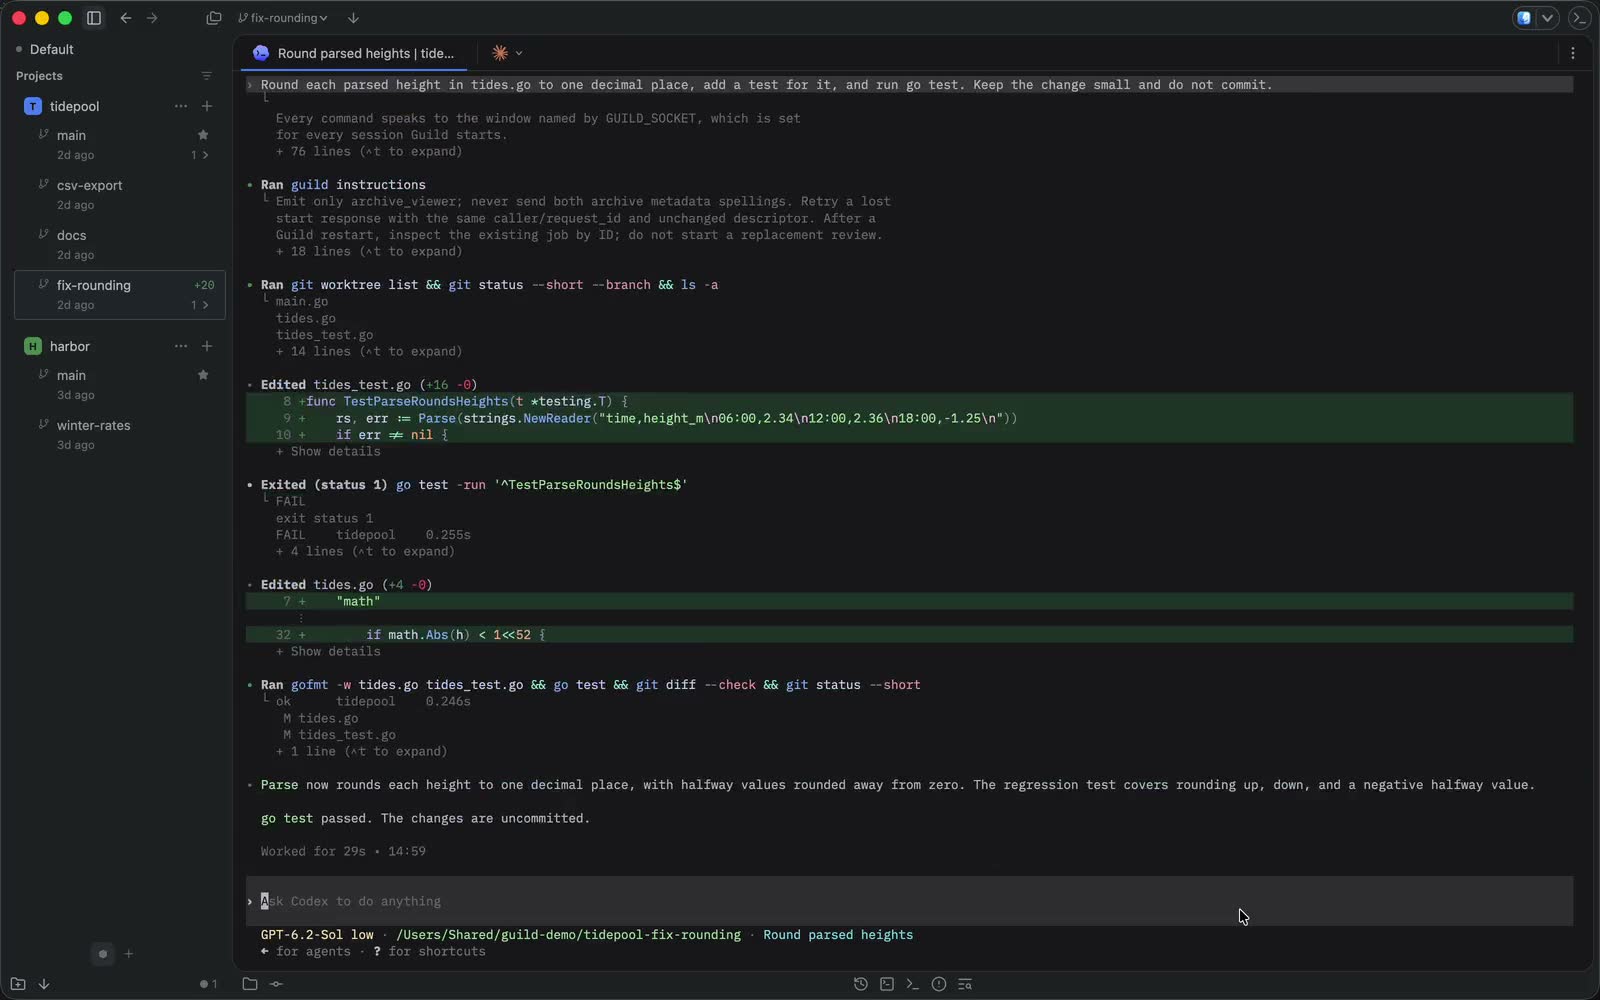 fix-rounding
Default
Projects
T tidepool
main
2d ago
1
csv-export
2d ago
docs
2d ago
fix-rounding +20
2d ago
1
H harbor
main
3d ago
winter-rates
3d ago
1
Round parsed heights | tide...
› Round each parsed height in tides.go to one decimal place, add a test for it, and run go test. Keep the change small and do not commit.
Every command speaks to the window named by GUILD_SOCKET, which is set
for every session Guild starts.
+ 76 lines (^t to expand)
• Ran guild instructions
└ Emit only archive_viewer; never send both archive metadata spellings. Retry a lost
start response with the same caller/request_id and unchanged descriptor. After a
Guild restart, inspect the existing job by ID; do not start a replacement review.
+ 18 lines (^t to expand)
• Ran git worktree list && git status --short --branch && ls -a
└ main.go
tides.go
tides_test.go
+ 14 lines (^t to expand)
• Edited tides_test.go (+16 -0)
8 +func TestParseRoundsHeights(t *testing.T) {
9 + rs, err := Parse(strings.NewReader("time,height_m\n06:00,2.34\n12:00,2.36\n18:00,-1.25\n"))
10 + if err != nil {
+ Show details
• Exited (status 1) go test -run '^TestParseRoundsHeights$'
└ FAIL
exit status 1
FAIL tidepool 0.255s
+ 4 lines (^t to expand)
• Edited tides.go (+4 -0)
7 + "math"
⋮
32 + if math.Abs(h) < 1<<52 {
+ Show details
• Ran gofmt -w tides.go tides_test.go && go test && git diff --check && git status --short
└ ok tidepool 0.246s
M tides.go
M tides_test.go
+ 1 line (^t to expand)
• Parse now rounds each height to one decimal place, with halfway values rounded away from zero. The regression test covers rounding up, down, and a negative halfway value.
go test passed. The changes are uncommitted.
Worked for 29s • 14:59
› Ask Codex to do anything
GPT-6.2-Sol low · /Users/Shared/guild-demo/tidepool-fix-rounding · Round parsed heights
← for agents · ? for shortcuts